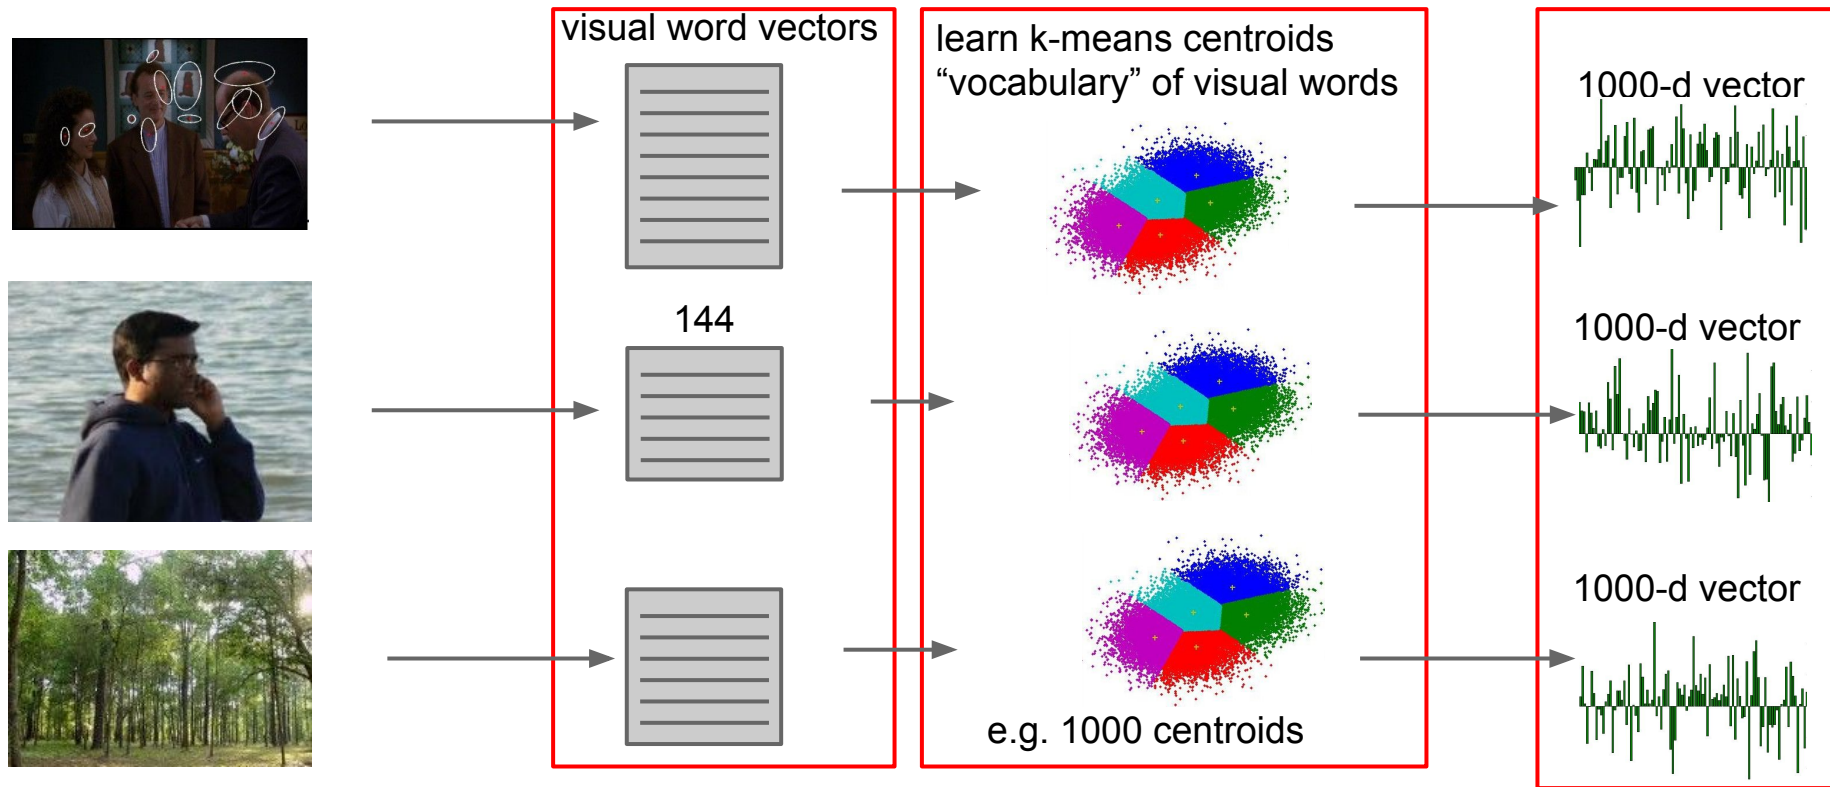 visual word vectors
learn k-means centroids
“vocabulary” of visual words
1000-d vector
144
1000-d vector
1000-d vector
e.g. 1000 centroids